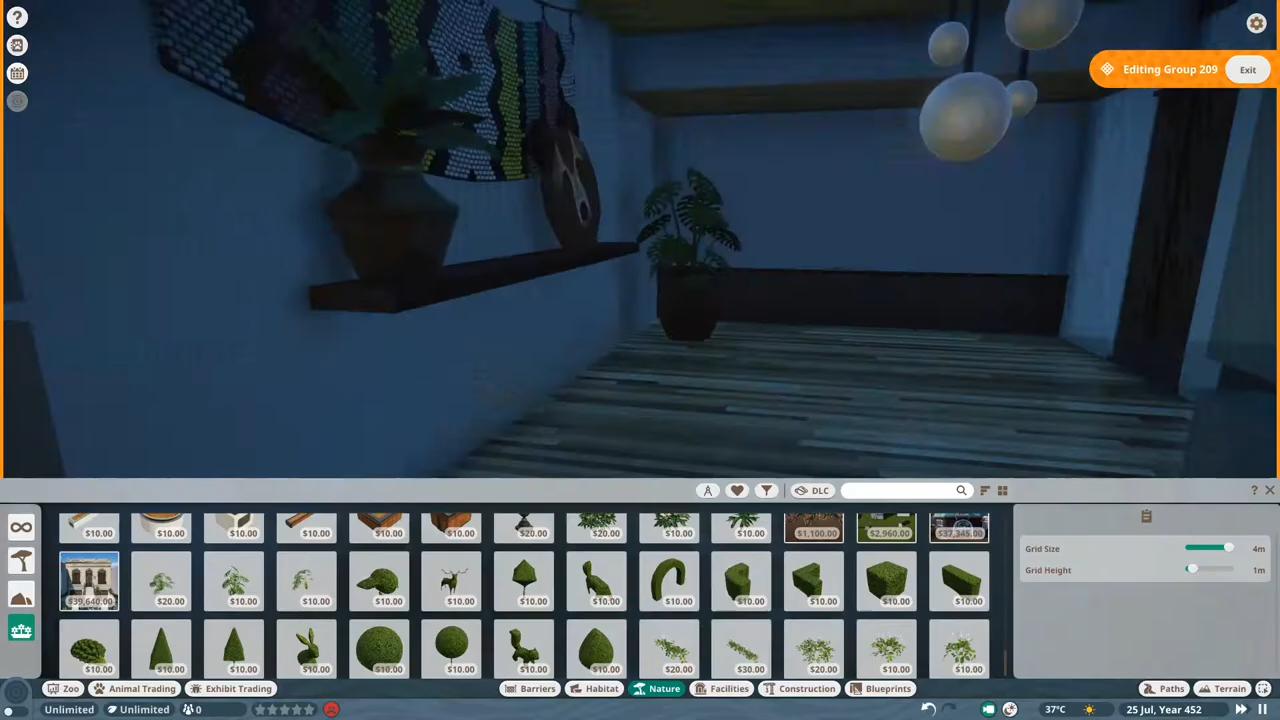 Editing Group 209 Exit
DLC
$10.00 $10.00 $10.00 $10.00 $10.00 $10.00 $20.00 $10.00 $10.00 $10.00 $1,100.00 $2,960.00 $37,345.00
Grid Size 4m
Grid Height 1m
$39,640.00 $20.00 $10.00 $10.00 $10.00 $10.00 $10.00 $10.00 $10.00 $10.00 $10.00 $10.00 $10.00
$10.00 $10.00 $10.00 $10.00 $10.00 $10.00 $10.00 $10.00 $20.00 $30.00 $20.00 $10.00 $10.00
Zoo Animal Trading Exhibit Trading Barriers Habitat Nature Facilities Construction Blueprints Paths Terrain
Unlimited Unlimited 0 37°C 25 Jul, Year 452